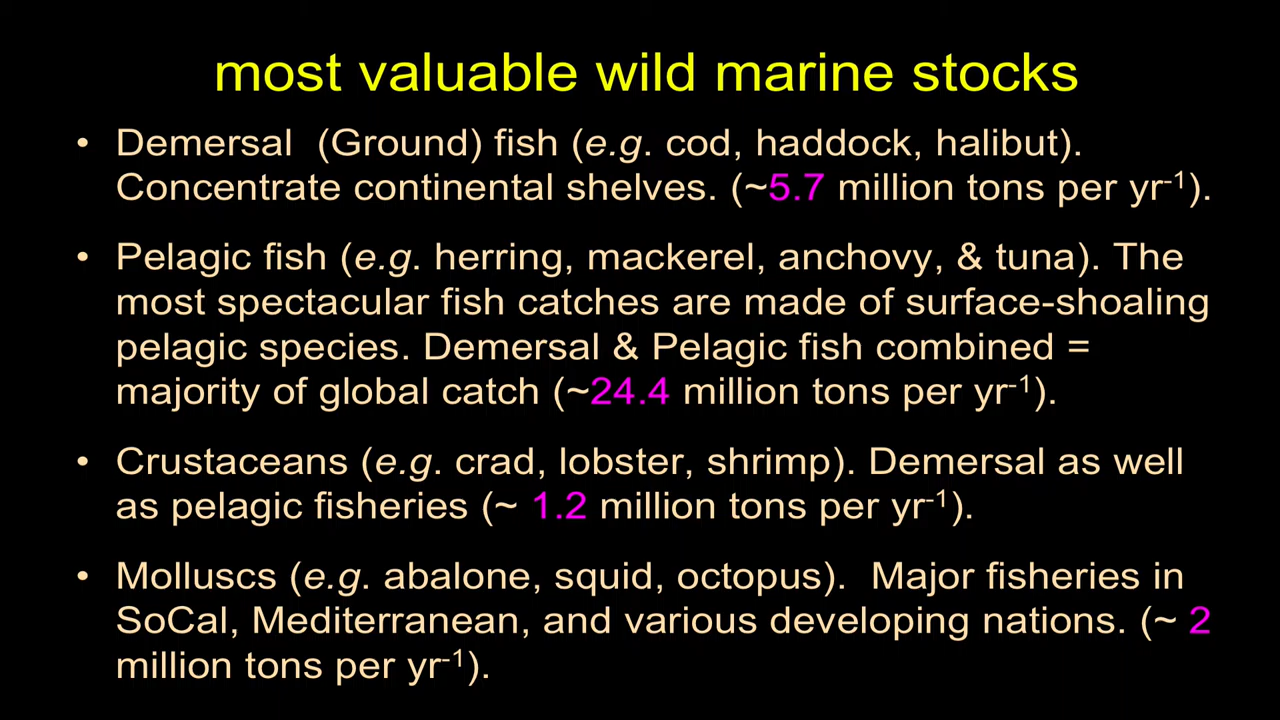 most valuable wild marine stocks
• Demersal  (Ground) fish (e.g. cod, haddock, halibut).
Concentrate continental shelves. (~5.7 million tons per yr⁻¹).
• Pelagic fish (e.g. herring, mackerel, anchovy, & tuna). The
most spectacular fish catches are made of surface-shoaling
pelagic species. Demersal & Pelagic fish combined =
majority of global catch (~24.4 million tons per yr⁻¹).
• Crustaceans (e.g. crad, lobster, shrimp). Demersal as well
as pelagic fisheries (~ 1.2 million tons per yr⁻¹).
• Molluscs (e.g. abalone, squid, octopus).  Major fisheries in
SoCal, Mediterranean, and various developing nations. (~ 2
million tons per yr⁻¹).